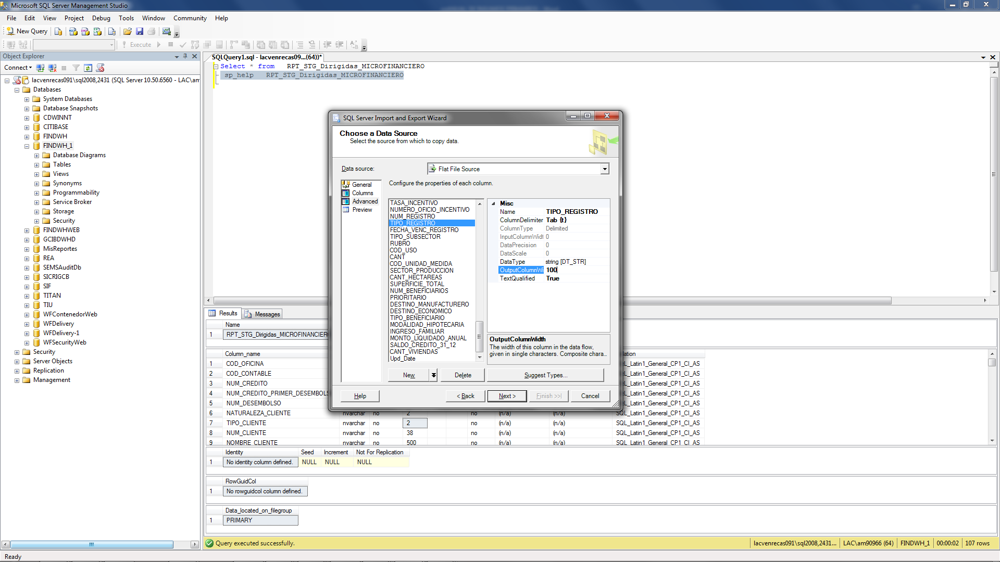 Microsoft SQL Server Management Studio
File Edit View Project Debug Tools Window Community Help
New Query
Execute
Object Explorer
Connect
lacvenrecas091\sql2008,2431 (SQL Server 10.50.6560 - LAC\am
Databases
System Databases
Database Snapshots
CDWINNT
CITIBASE
FINDWH
FINDWH_1
Database Diagrams
Tables
Views
Synonyms
Programmability
Service Broker
Storage
Security
FINDWHWEB
GCIBDWHD
MisReportes
REA
SEMSAuditDb
SICRIGCB
SIF
TITAN
TIU
WFContenedorWeb
WFDelivery
WFDelivery-1
WFSecurityWeb
Security
Server Objects
Replication
Management
SQLQuery1.sql - lacvenrecas09...(64))*
Select * from RPT_STG_Dirigidas_MICROFINANCIERO
sp_help RPT_STG_Dirigidas_MICROFINANCIERO
SQL Server Import and Export Wizard
Choose a Data Source
Select the source from which to copy data.
Data source: Flat File Source
General
Columns
Advanced
Preview
Configure the properties of each column.
TASA_INCENTIVO
NUMERO_OFICIO_INCENTIVO
NUM_REGISTRO
TIPO_REGISTRO
FECHA_VENC_REGISTRO
TIPO_SUBSECTOR
RUBRO
COD_USO
CANT
COD_UNIDAD_MEDIDA
SECTOR_PRODUCCION
CANT_HECTAREAS
SUPERFICIE_TOTAL
NUM_BENEFICIARIOS
PRIORITARIO
DESTINO_MANUFACTURERO
DESTINO_ECONOMICO
TIPO_BENEFICIARIO
MODALIDAD_HIPOTECARIA
INGRESO_FAMILIAR
MONTO_LIQUIDADO_ANUAL
SALDO_CREDITO_31_12
CANT_VIVIENDAS
Upd_Date
Misc
Name TIPO_REGISTRO
ColumnDelimiter Tab {t}
ColumnType Delimited
InputColumnWidt 0
DataPrecision 0
DataScale 0
DataType string [DT_STR]
OutputColumnWi 100
TextQualified True
OutputColumnWidth
The width of this column in the data flow,
given in single characters. Composite chara...
New Delete Suggest Types...
Help < Back Next > Finish >>| Cancel
Results Messages
Name
1 RPT_STG_Dirigidas_MICROFINANCIER
Column_name lation
1 COD_OFICINA L_Latin1_General_CP1_CI_AS
2 COD_CONTABLE L_Latin1_General_CP1_CI_AS
3 NUM_CREDITO L_Latin1_General_CP1_CI_AS
4 NUM_CREDITO_PRIMER_DESEMBOLS L_Latin1_General_CP1_CI_AS
5 NUM_DESEMBOLSO L_Latin1_General_CP1_CI_AS
6 NATURALEZA_CLIENTE nvarchar no 2 no (n/a) (n/a) SQL_Latin1_General_CP1_CI_AS
7 TIPO_CLIENTE nvarchar no 2 no (n/a) (n/a) SQL_Latin1_General_CP1_CI_AS
8 NUM_CLIENTE nvarchar no 38 no (n/a) (n/a) SQL_Latin1_General_CP1_CI_AS
9 NOMBRE_CLIENTE nvarchar no 500 no (n/a) (n/a) SQL_Latin1_General_CP1_CI_AS
Identity Seed Increment Not For Replication
1 No identity column defined. NULL NULL NULL
RowGuidCol
1 No rowguidcol column defined.
Data_located_on_filegroup
1 PRIMARY
Query executed successfully. lacvenrecas091\sql2008,2431... LAC\am90966 (64) FINDWH_1 00:00:02 107 rows
Ready